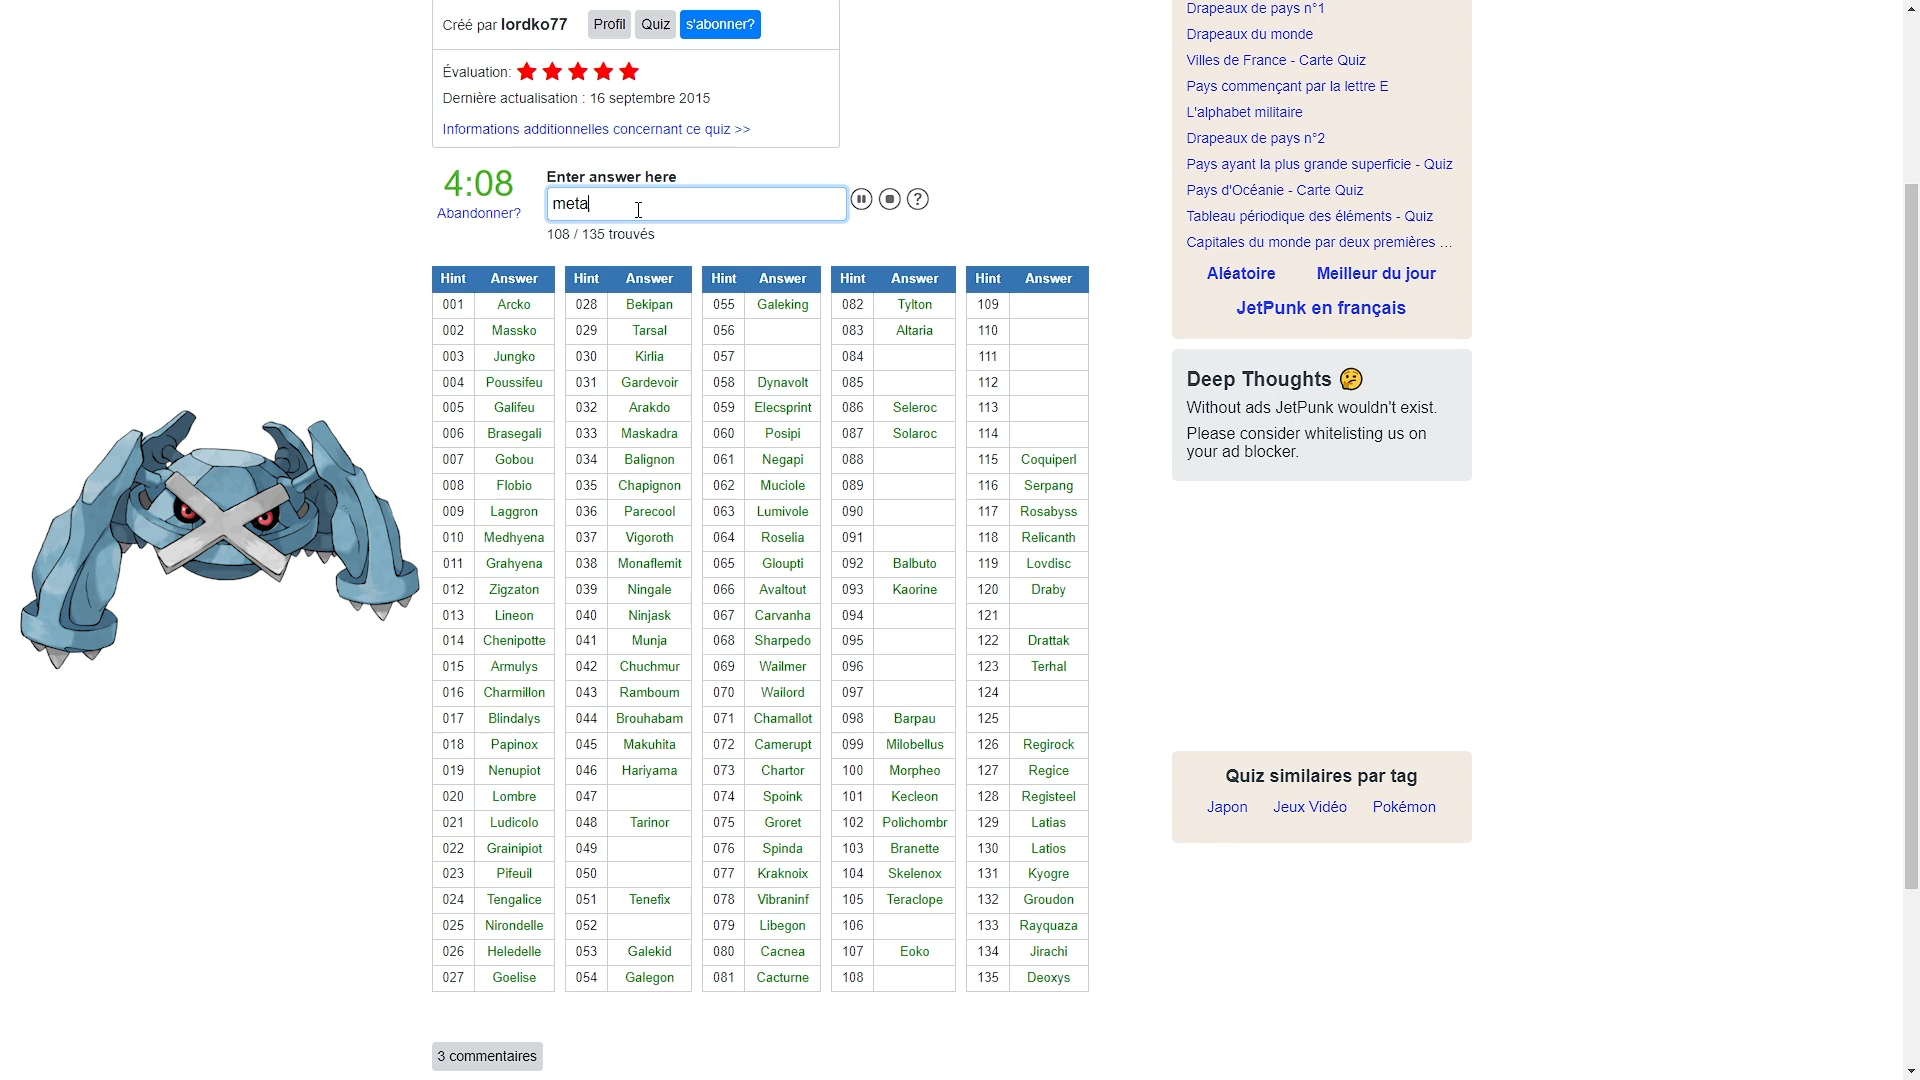 Créé par lordko77 Profil Quiz s'abonner?
Évaluation:
Dernière actualisation : 16 septembre 2015
Informations additionnelles concernant ce quiz >>
4:08
Abandonner?
Enter answer here
meta
108 / 135 trouvés
Hint Answer Hint Answer Hint Answer Hint Answer Hint Answer
001 Arcko 028 Bekipan 055 Galeking 082 Tylton 109
002 Massko 029 Tarsal 056 083 Altaria 110
003 Jungko 030 Kirlia 057 084 111
004 Poussifeu 031 Gardevoir 058 Dynavolt 085 112
005 Galifeu 032 Arakdo 059 Elecsprint 086 Seleroc 113
006 Brasegali 033 Maskadra 060 Posipi 087 Solaroc 114
007 Gobou 034 Balignon 061 Negapi 088 115 Coquiperl
008 Flobio 035 Chapignon 062 Muciole 089 116 Serpang
009 Laggron 036 Parecool 063 Lumivole 090 117 Rosabyss
010 Medhyena 037 Vigoroth 064 Roselia 091 118 Relicanth
011 Grahyena 038 Monaflemit 065 Gloupti 092 Balbuto 119 Lovdisc
012 Zigzaton 039 Ningale 066 Avaltout 093 Kaorine 120 Draby
013 Lineon 040 Ninjask 067 Carvanha 094 121
014 Chenipotte 041 Munja 068 Sharpedo 095 122 Drattak
015 Armulys 042 Chuchmur 069 Wailmer 096 123 Terhal
016 Charmillon 043 Ramboum 070 Wailord 097 124
017 Blindalys 044 Brouhabam 071 Chamallot 098 Barpau 125
018 Papinox 045 Makuhita 072 Camerupt 099 Milobellus 126 Regirock
019 Nenupiot 046 Hariyama 073 Chartor 100 Morpheo 127 Regice
020 Lombre 047 074 Spoink 101 Kecleon 128 Registeel
021 Ludicolo 048 Tarinor 075 Groret 102 Polichombr 129 Latias
022 Grainipiot 049 076 Spinda 103 Branette 130 Latios
023 Pifeuil 050 077 Kraknoix 104 Skelenox 131 Kyogre
024 Tengalice 051 Tenefix 078 Vibraninf 105 Teraclope 132 Groudon
025 Nirondelle 052 079 Libegon 106 133 Rayquaza
026 Heledelle 053 Galekid 080 Cacnea 107 Eoko 134 Jirachi
027 Goelise 054 Galegon 081 Cacturne 108 135 Deoxys
3 commentaires
Drapeaux de pays n°1
Drapeaux du monde
Villes de France - Carte Quiz
Pays commençant par la lettre E
L'alphabet militaire
Drapeaux de pays n°2
Pays ayant la plus grande superficie - Quiz
Pays d'Océanie - Carte Quiz
Tableau périodique des éléments - Quiz
Capitales du monde par deux premières ...
Aléatoire Meilleur du jour
JetPunk en français
Deep Thoughts
Without ads JetPunk wouldn't exist.
Please consider whitelisting us on
your ad blocker.
Quiz similaires par tag
Japon Jeux Vidéo Pokémon